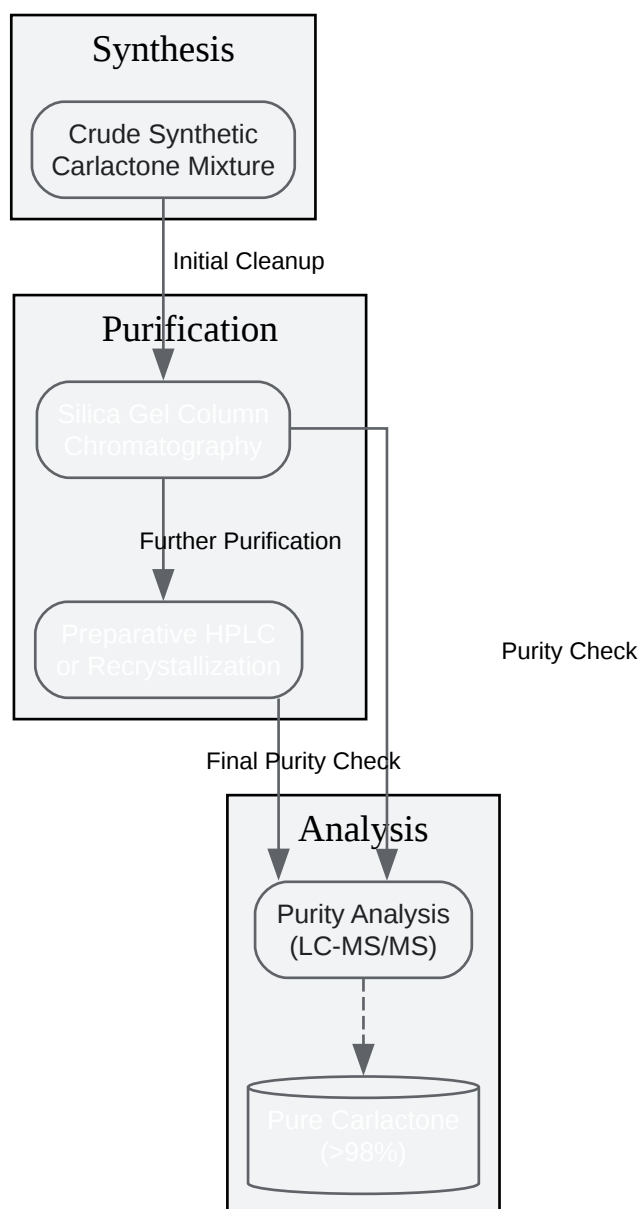 Synthesis
Crude Synthetic
Carlactone Mixture
Initial Cleanup
Purification
Silica Gel Column
Chromatography
Further Purification
Preparative HPLC
or Recrystallization
Purity Check
Final Purity Check
Analysis
Purity Analysis
(LC-MS/MS)
Pure Carlactone
(>98%)